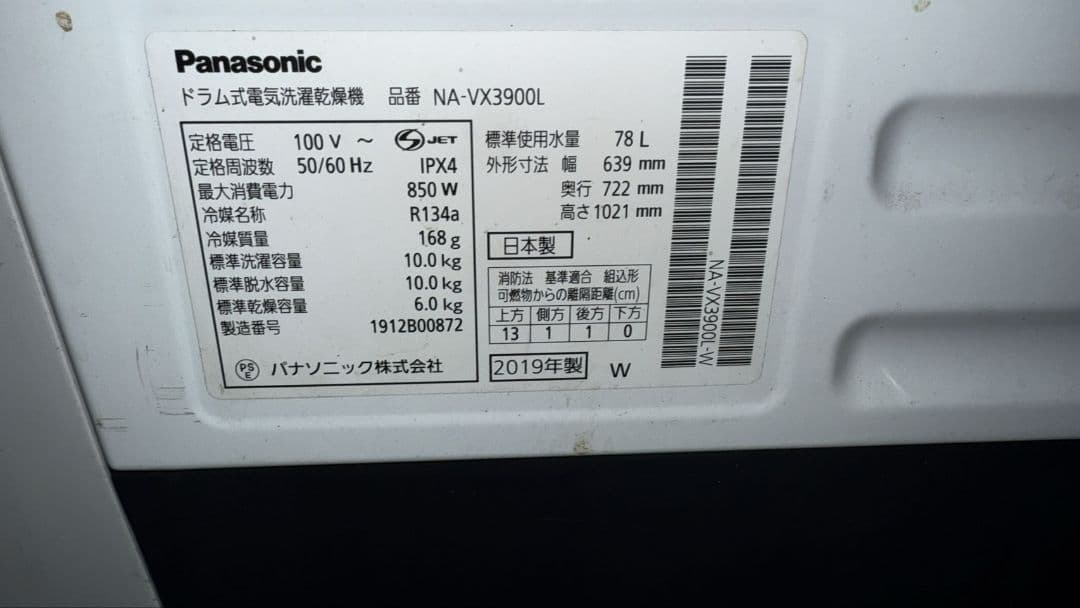 Panasonic
ドラム式電気洗濯乾燥機 品番 NA-VX3900L
定格電圧 100 V ～ S JET
定格周波数 50/60 Hz IPX4
最大消費電力 850 W
冷媒名称 R134a
冷媒質量 168 g
標準洗濯容量 10.0 kg
標準脱水容量 10.0 kg
標準乾燥容量 6.0 kg
製造番号 1912B00872
PSE パナソニック株式会社
標準使用水量 78 L
外形寸法 幅 639 mm
奥行 722 mm
高さ 1021 mm
日本製
消防法 基準適合 組込形
可燃物からの離隔距離(cm)
上方 側方 後方 下方
13 1 1 0
2019年製 W
NA-VX3900L-W